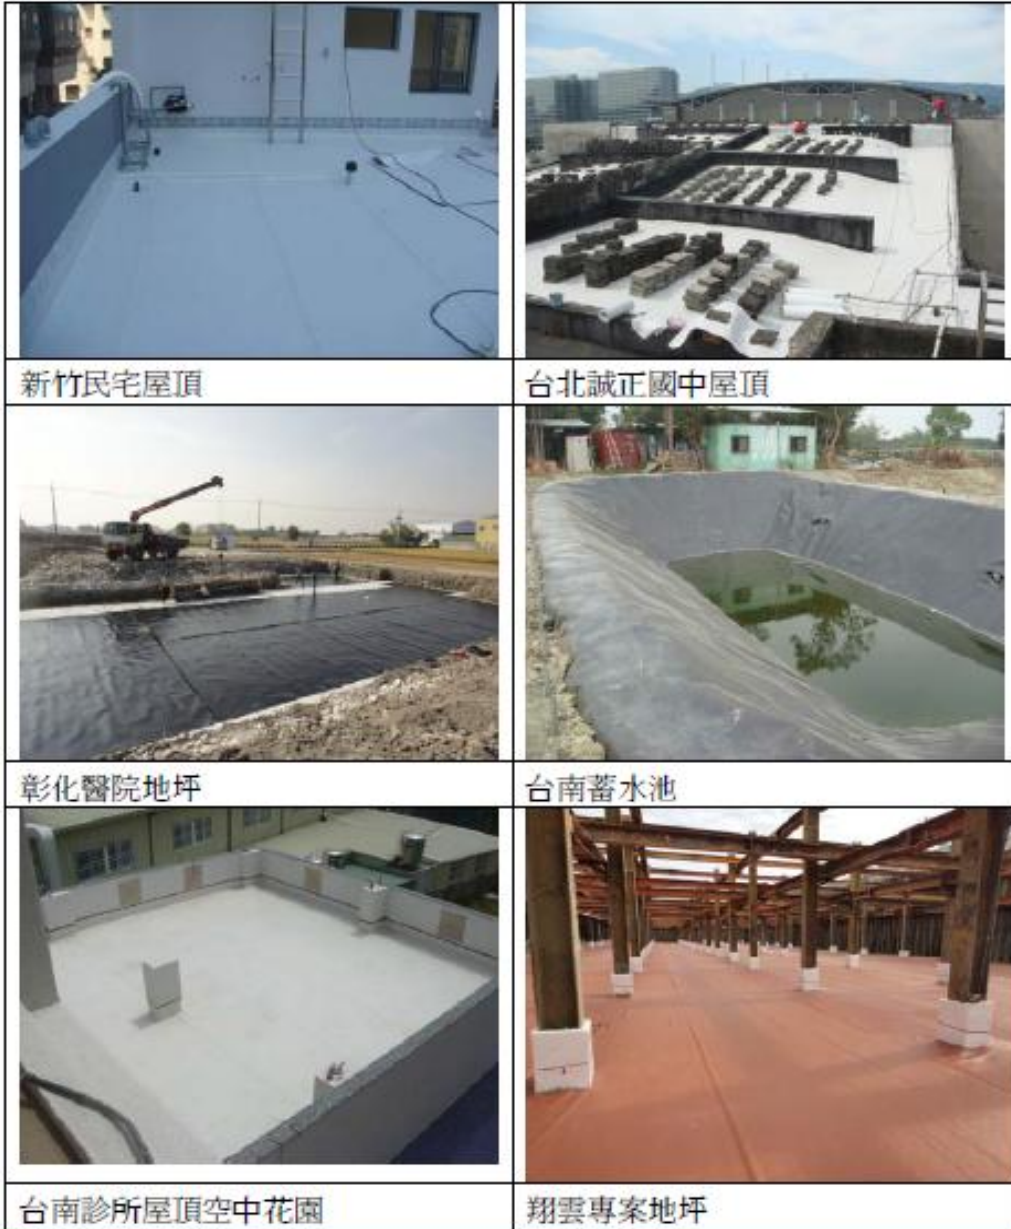 新竹民宅屋頂
台北誠正國中屋頂
彰化醫院地坪
台南蓄水池
台南診所屋頂空中花園
翔雲專案地坪